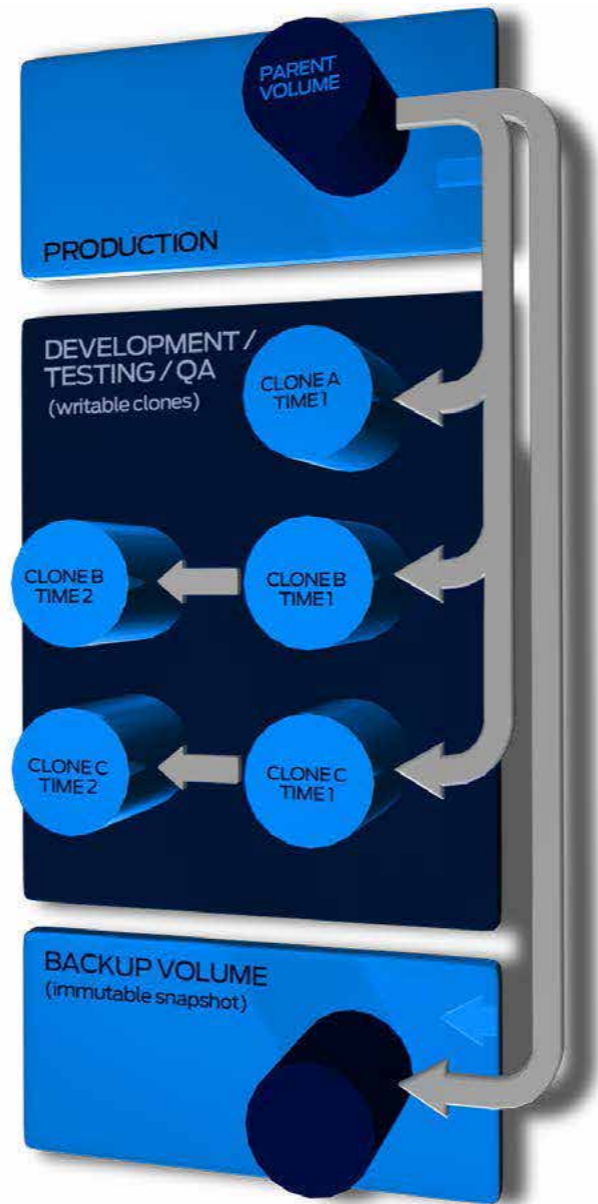 PARENT
VOLUME
PRODUCTION
DEVELOPMENT /
TESTING / QA
(writable clones)
CLONE A
TIME 1
CLONE B
TIME 2
CLONE B
TIME 1
CLONE C
TIME 2
CLONE C
TIME 1
BACKUP VOLUME
(immutable snapshot)